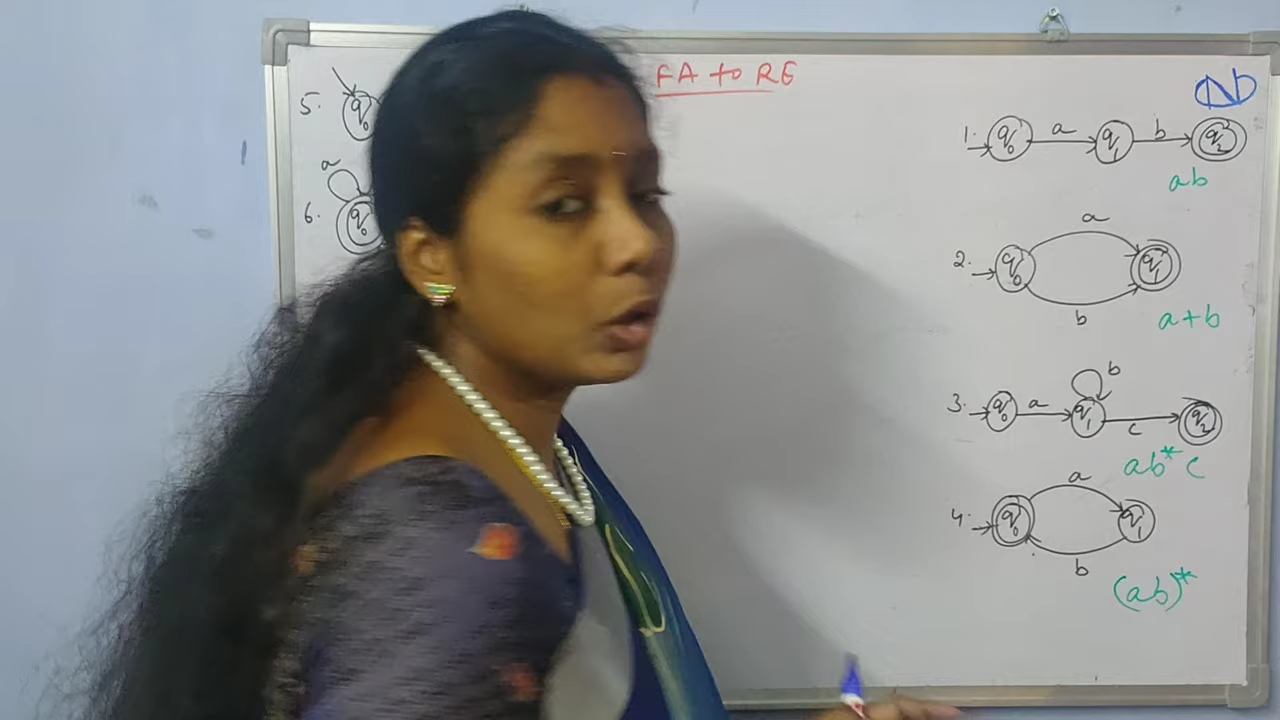 FA to RE
5. q0
a
6. q0
Nb
1. q0 a q1 b q2
ab
a
2. q0 q1
b
a+b
b
3. q0 a q1 c q2
ab*c
a
4. q0 q1
b
(ab)*